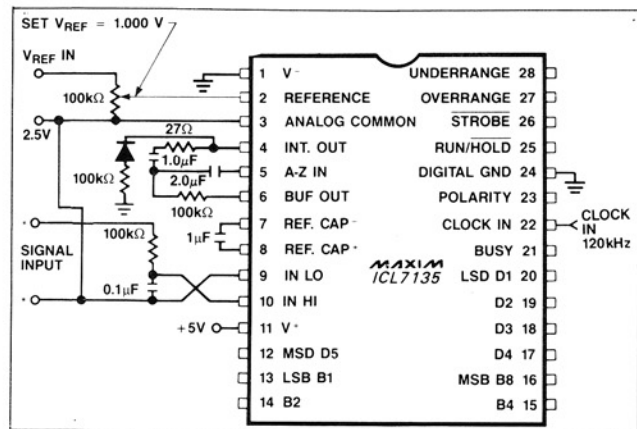 SET VREF = 1.000 V
VREF IN
100kΩ
2.5V
27Ω
1.0µF
2.0µF
100kΩ
100kΩ
100kΩ
1µF
SIGNAL
INPUT
0.1µF
+5V
1 V⁻
2 REFERENCE
3 ANALOG COMMON
4 INT. OUT
5 A-Z IN
6 BUF OUT
7 REF. CAP⁻
8 REF. CAP⁺
9 IN LO
10 IN HI
11 V⁺
12 MSD D5
13 LSB B1
14 B2
MAXIM
ICL7135
UNDERRANGE 28
OVERRANGE 27
STROBE 26
RUN/HOLD 25
DIGITAL GND 24
POLARITY 23
CLOCK IN 22
BUSY 21
LSD D1 20
D2 19
D3 18
D4 17
MSB B8 16
B4 15
CLOCK
IN
120kHz